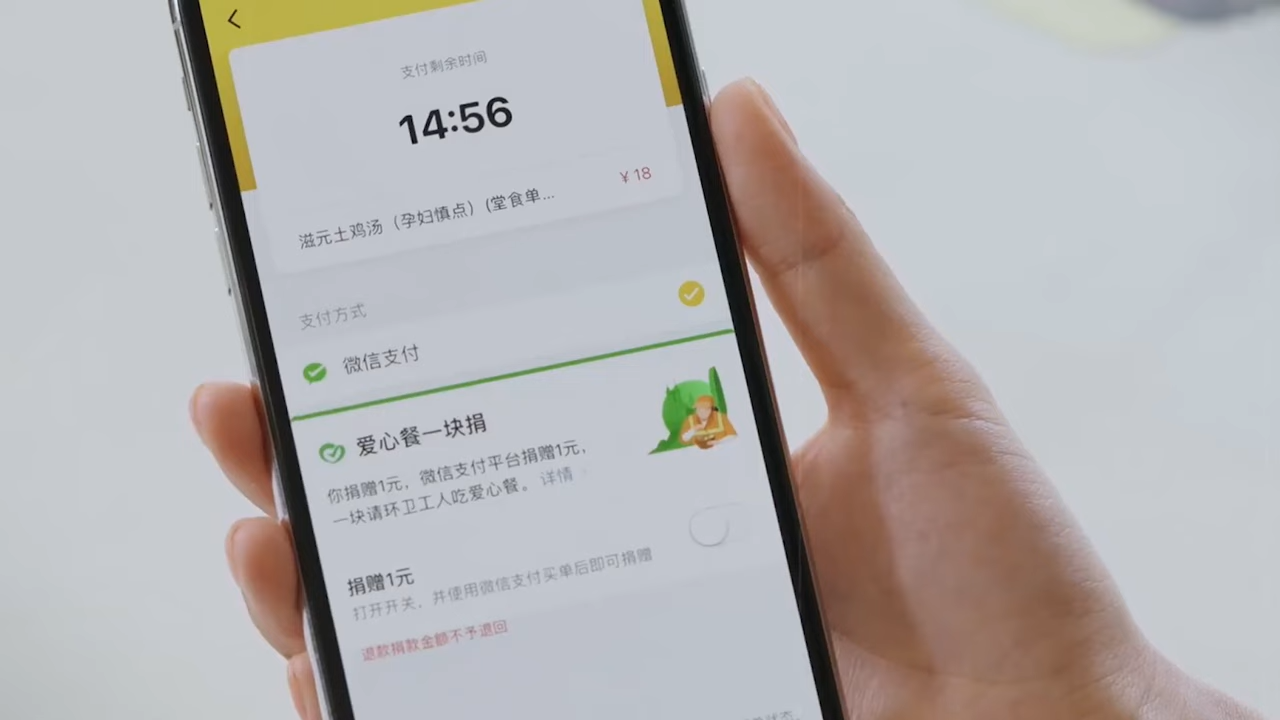 支付剩余时间
14:56
滋元土鸡汤（孕妇慎点）(堂食单... ￥18
支付方式
微信支付
爱心餐一块捐
你捐赠1元，微信支付平台捐赠1元，
一块请环卫工人吃爱心餐。详情
捐赠1元
打开开关，并使用微信支付买单后即可捐赠
退款捐款金额不予退回